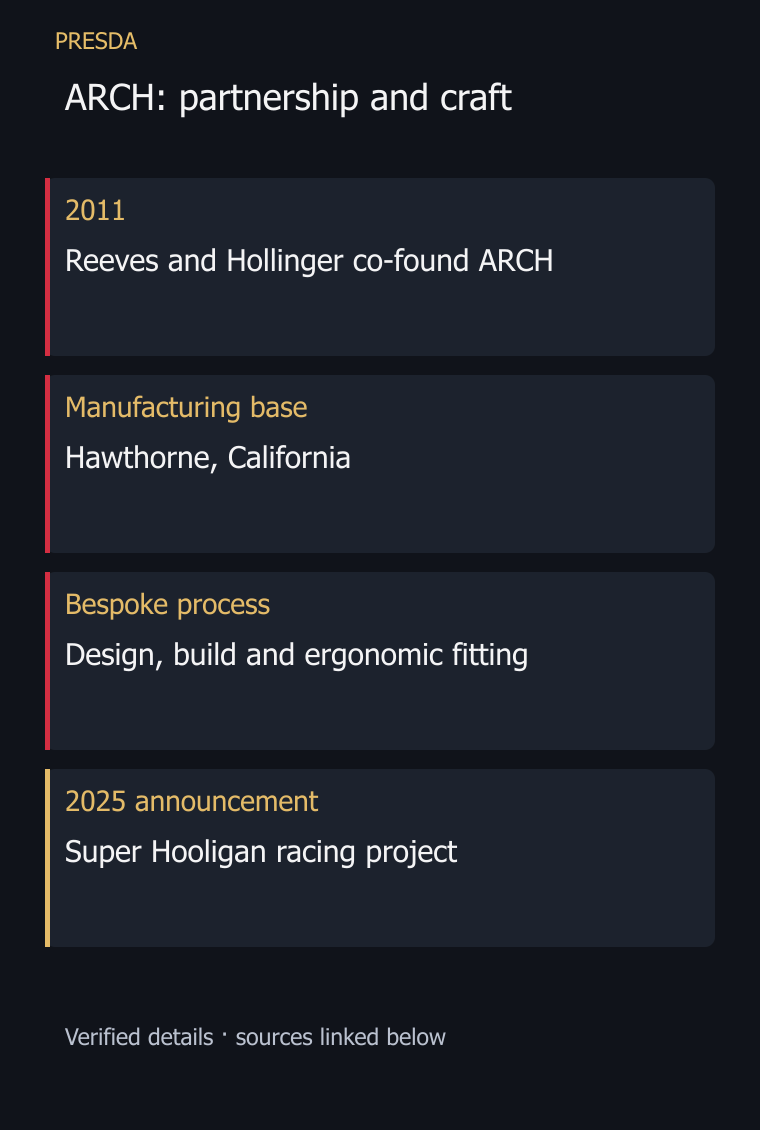 PRESDA
ARCH: partnership and craft
2011
Reeves and Hollinger co-found ARCH
Manufacturing base
Hawthorne, California
Bespoke process
Design, build and ergonomic fitting
2025 announcement
Super Hooligan racing project
Verified details · sources linked below